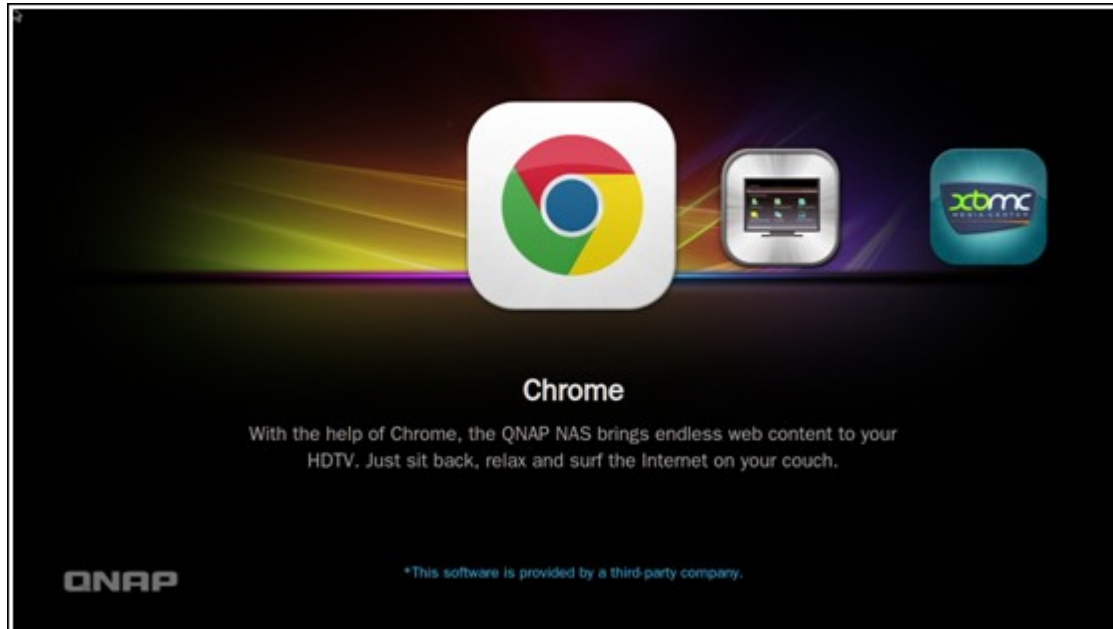 xbmc
MEDIA CENTER
Chrome
With the help of Chrome, the QNAP NAS brings endless web content to your
HDTV. Just sit back, relax and surf the Internet on your couch.
*This software is provided by a third-party company.
QNAP